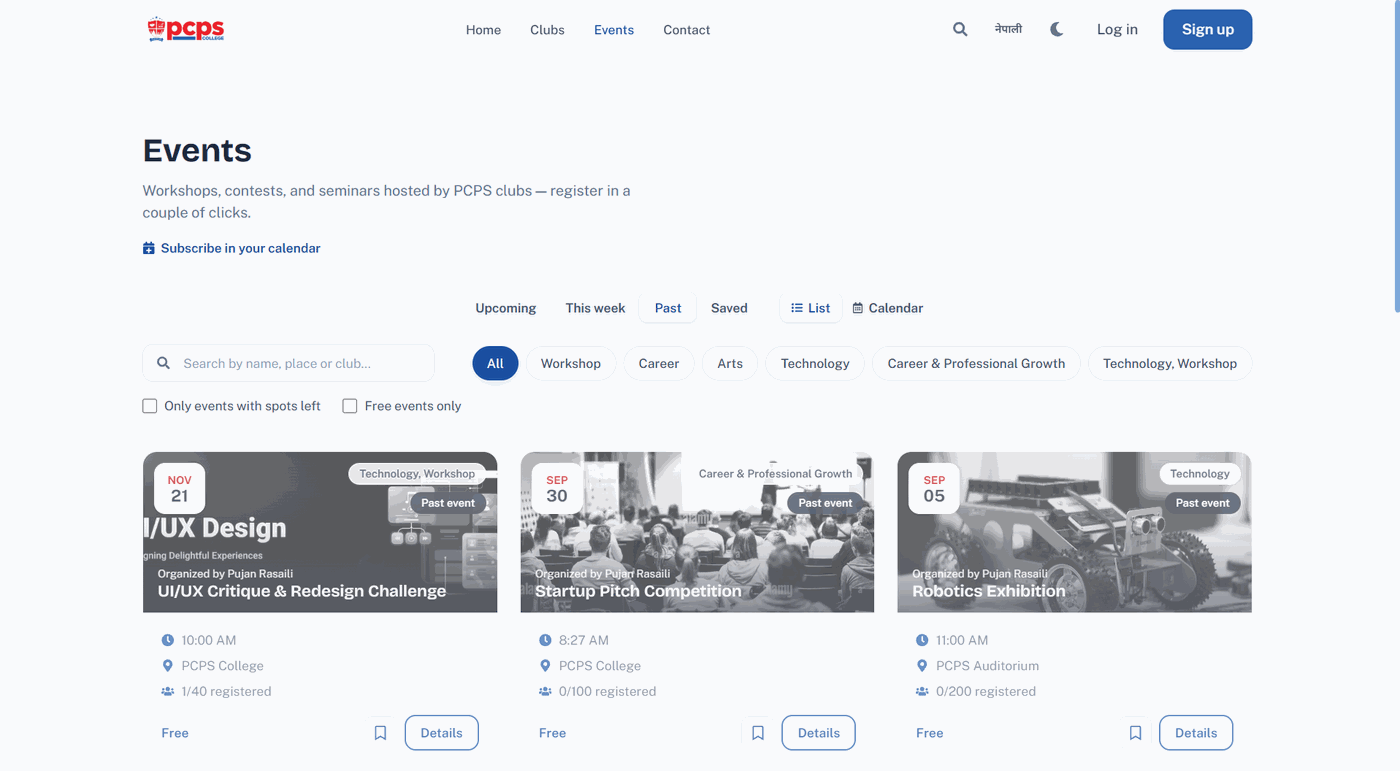 pcps
COLLEGE
Home
Clubs
Events
Contact
नेपाली
Log in
Sign up
Events
Workshops, contests, and seminars hosted by PCPS clubs — register in a
couple of clicks.
Subscribe in your calendar
Upcoming
This week
Past
Saved
List
Calendar
Search by name, place or club...
All
Workshop
Career
Arts
Technology
Career & Professional Growth
Technology, Workshop
Only events with spots left
Free events only
NOV
21
Technology, Workshop
Past event
I/UX Design
gning Delightful Experiences
Organized by Pujan Rasaili
UI/UX Critique & Redesign Challenge
10:00 AM
PCPS College
1/40 registered
Free
Details
SEP
30
Career & Professional Growth
Past event
Organized by Pujan Rasaili
Startup Pitch Competition
8:27 AM
PCPS College
0/100 registered
Free
Details
SEP
05
Technology
Past event
Organized by Pujan Rasaili
Robotics Exhibition
11:00 AM
PCPS Auditorium
0/200 registered
Free
Details